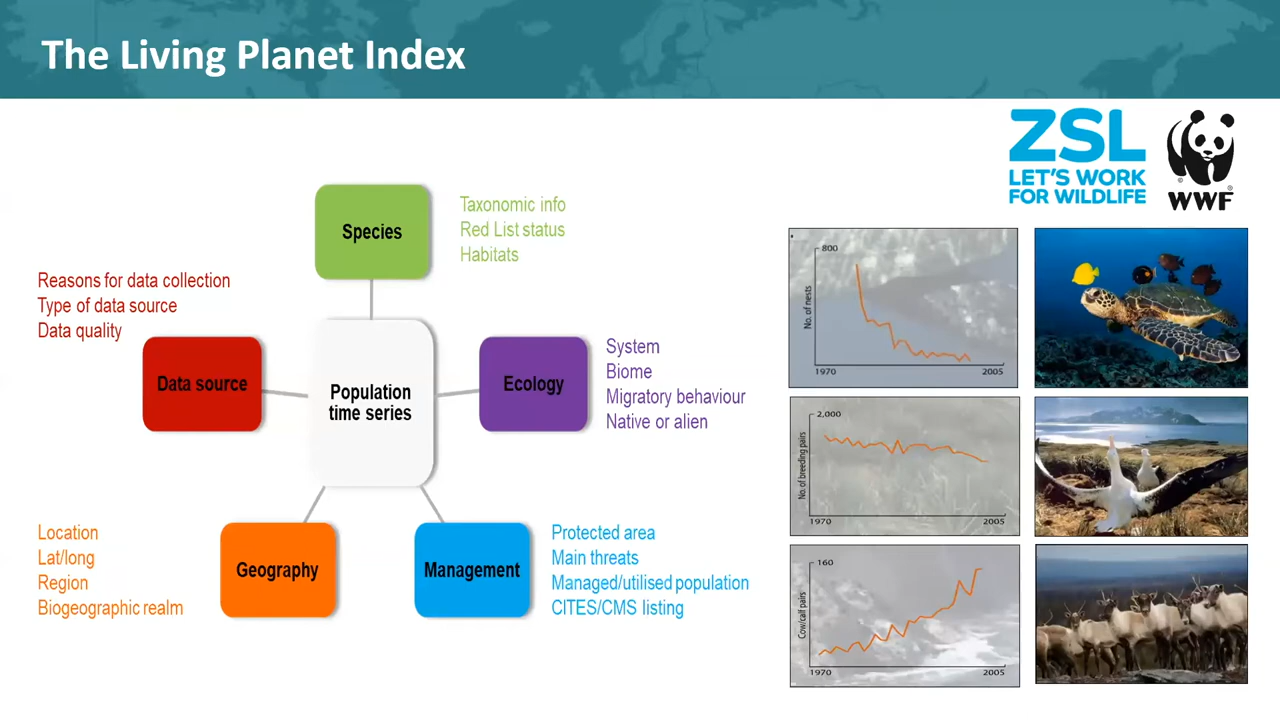 The Living Planet Index
ZSL
LET'S WORK
FOR WILDLIFE
WWF
Species
Taxonomic info
Red List status
Habitats
Reasons for data collection
Type of data source
Data quality
Data source
Population
time series
Ecology
System
Biome
Migratory behaviour
Native or alien
Location
Lat/long
Region
Biogeographic realm
Geography
Management
Protected area
Main threats
Managed/utilised population
CITES/CMS listing
800
No. of nests
1970
2005
2,000
No. of breeding pairs
1970
2005
160
Cow/calf pairs
1970
2005